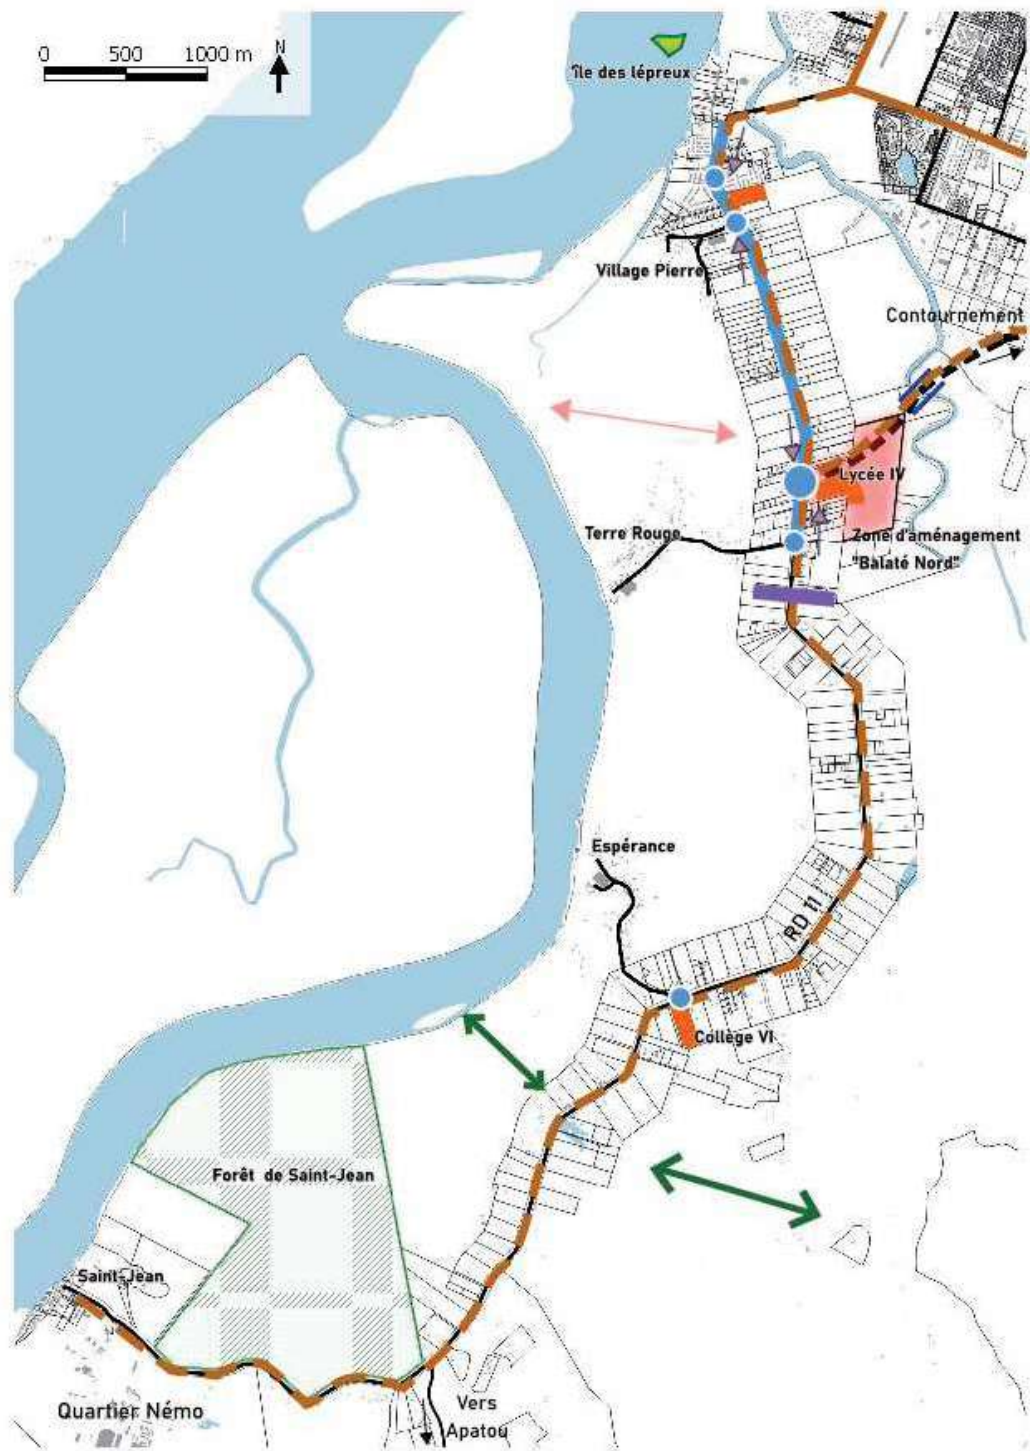 0 500 1000 m
N
île des lépreux
Village Pierre
Contournement
Lycée IV
Terre Rouge
Zone d'aménagement
"Balaté Nord"
Espérance
RD 11
Collège VI
Forêt de Saint-Jean
Saint-Jean
Quartier Némo
Vers
Apatou